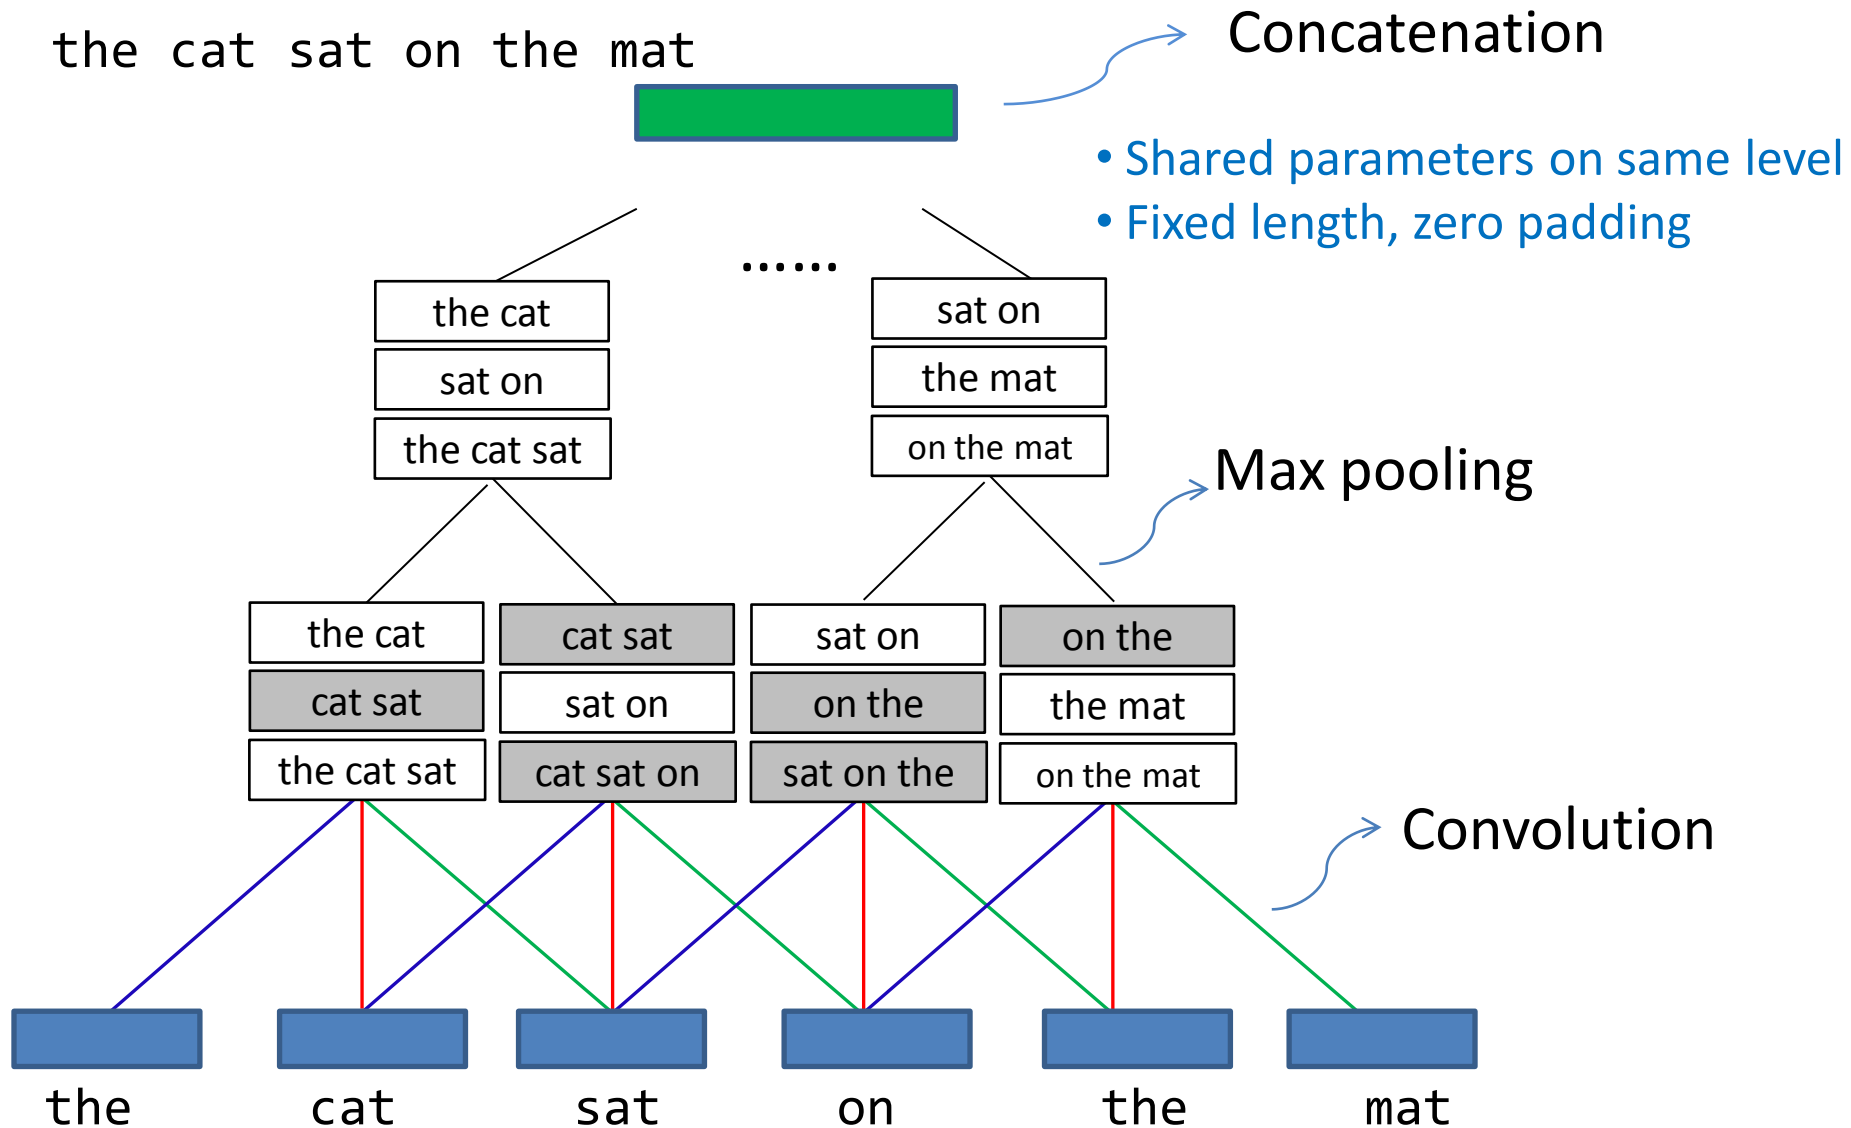 the cat sat on the mat
Concatenation
• Shared parameters on same level
• Fixed length, zero padding
......
the cat
sat on
the cat sat
sat on
the mat
on the mat
Max pooling
the cat
cat sat
the cat sat
cat sat
sat on
cat sat on
sat on
on the
sat on the
on the
the mat
on the mat
Convolution
the cat sat on the mat